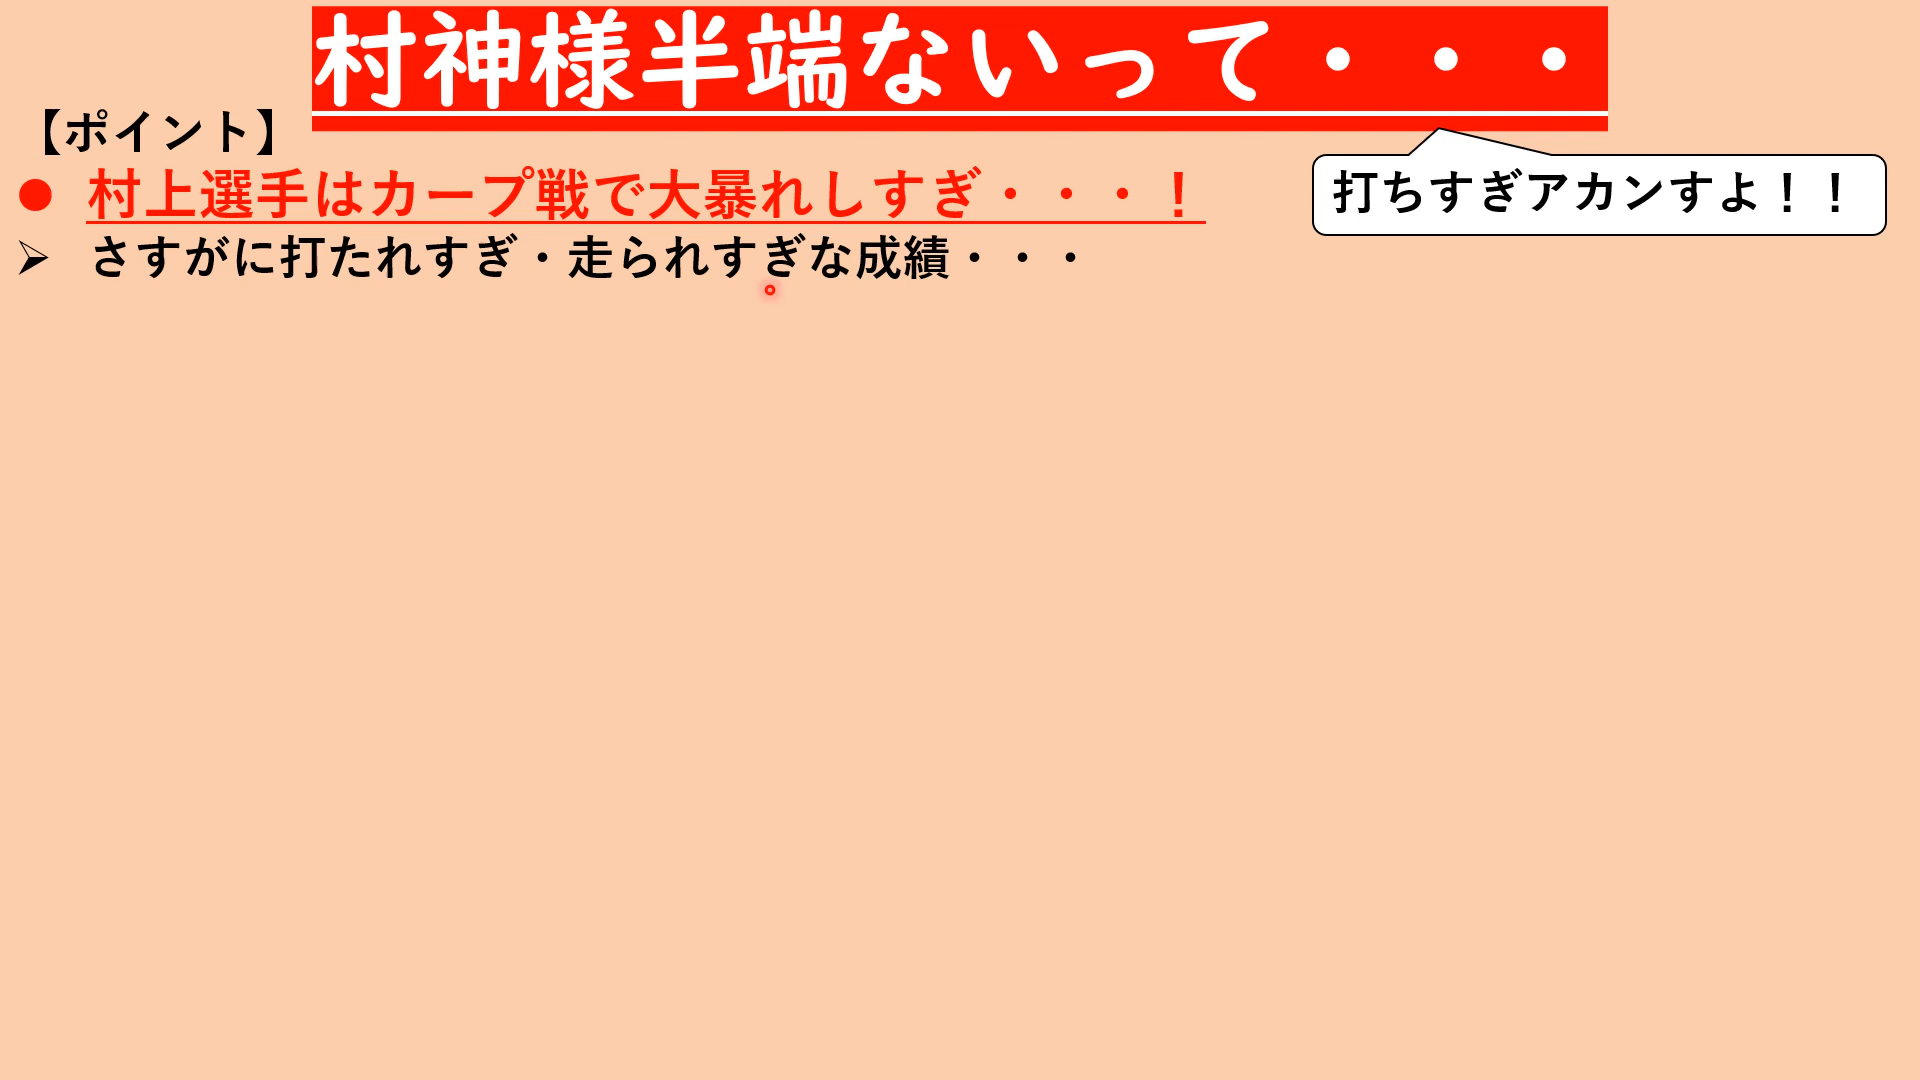 村神様半端ないって・・・
【ポイント】
● 村上選手はカープ戦で大暴れしすぎ・・・！
打ちすぎアカンすよ！！
➢ さすがに打たれすぎ・走られすぎな成績・・・